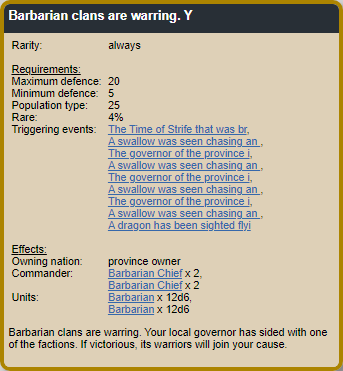 Barbarian clans are warring. Y
Rarity: always
Requirements:
Maximum defence: 20
Minimum defence: 5
Population type: 25
Rare: 4%
Triggering events: The Time of Strife that was br,
A swallow was seen chasing an ,
The governor of the province i,
A swallow was seen chasing an ,
The governor of the province i,
A swallow was seen chasing an ,
The governor of the province i,
A swallow was seen chasing an ,
A dragon has been sighted flyi
Effects:
Owning nation: province owner
Commander: Barbarian Chief x 2,
Barbarian Chief x 2
Units: Barbarian x 12d6,
Barbarian x 12d6
Barbarian clans are warring. Your local governor has sided with one
of the factions. If victorious, its warriors will join your cause.